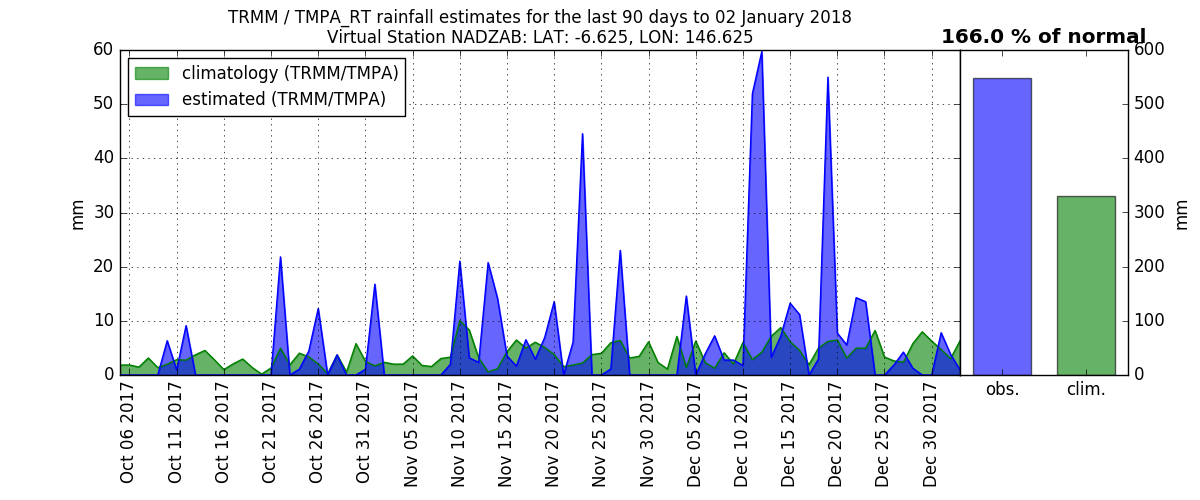 TRMM / TMPA_RT rainfall estimates for the last 90 days to 02 January 2018
Virtual Station NADZAB: LAT: -6.625, LON: 146.625
166.0 % of normal
climatology (TRMM/TMPA)
estimated (TRMM/TMPA)
mm
60
50
40
30
20
10
0
Oct 06 2017
Oct 11 2017
Oct 16 2017
Oct 21 2017
Oct 26 2017
Oct 31 2017
Nov 05 2017
Nov 10 2017
Nov 15 2017
Nov 20 2017
Nov 25 2017
Nov 30 2017
Dec 05 2017
Dec 10 2017
Dec 15 2017
Dec 20 2017
Dec 25 2017
Dec 30 2017
600
500
400
300
200
100
0
mm
obs.
clim.